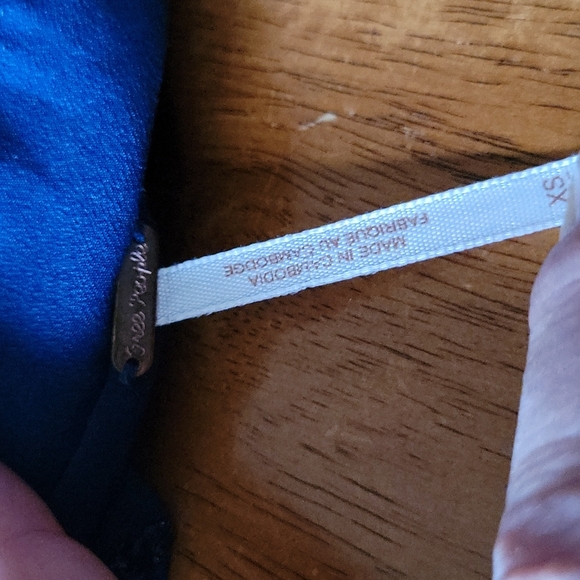 Free People
MADE IN CAMBODIA
FABRIQUE AU CAMBODGE
XS